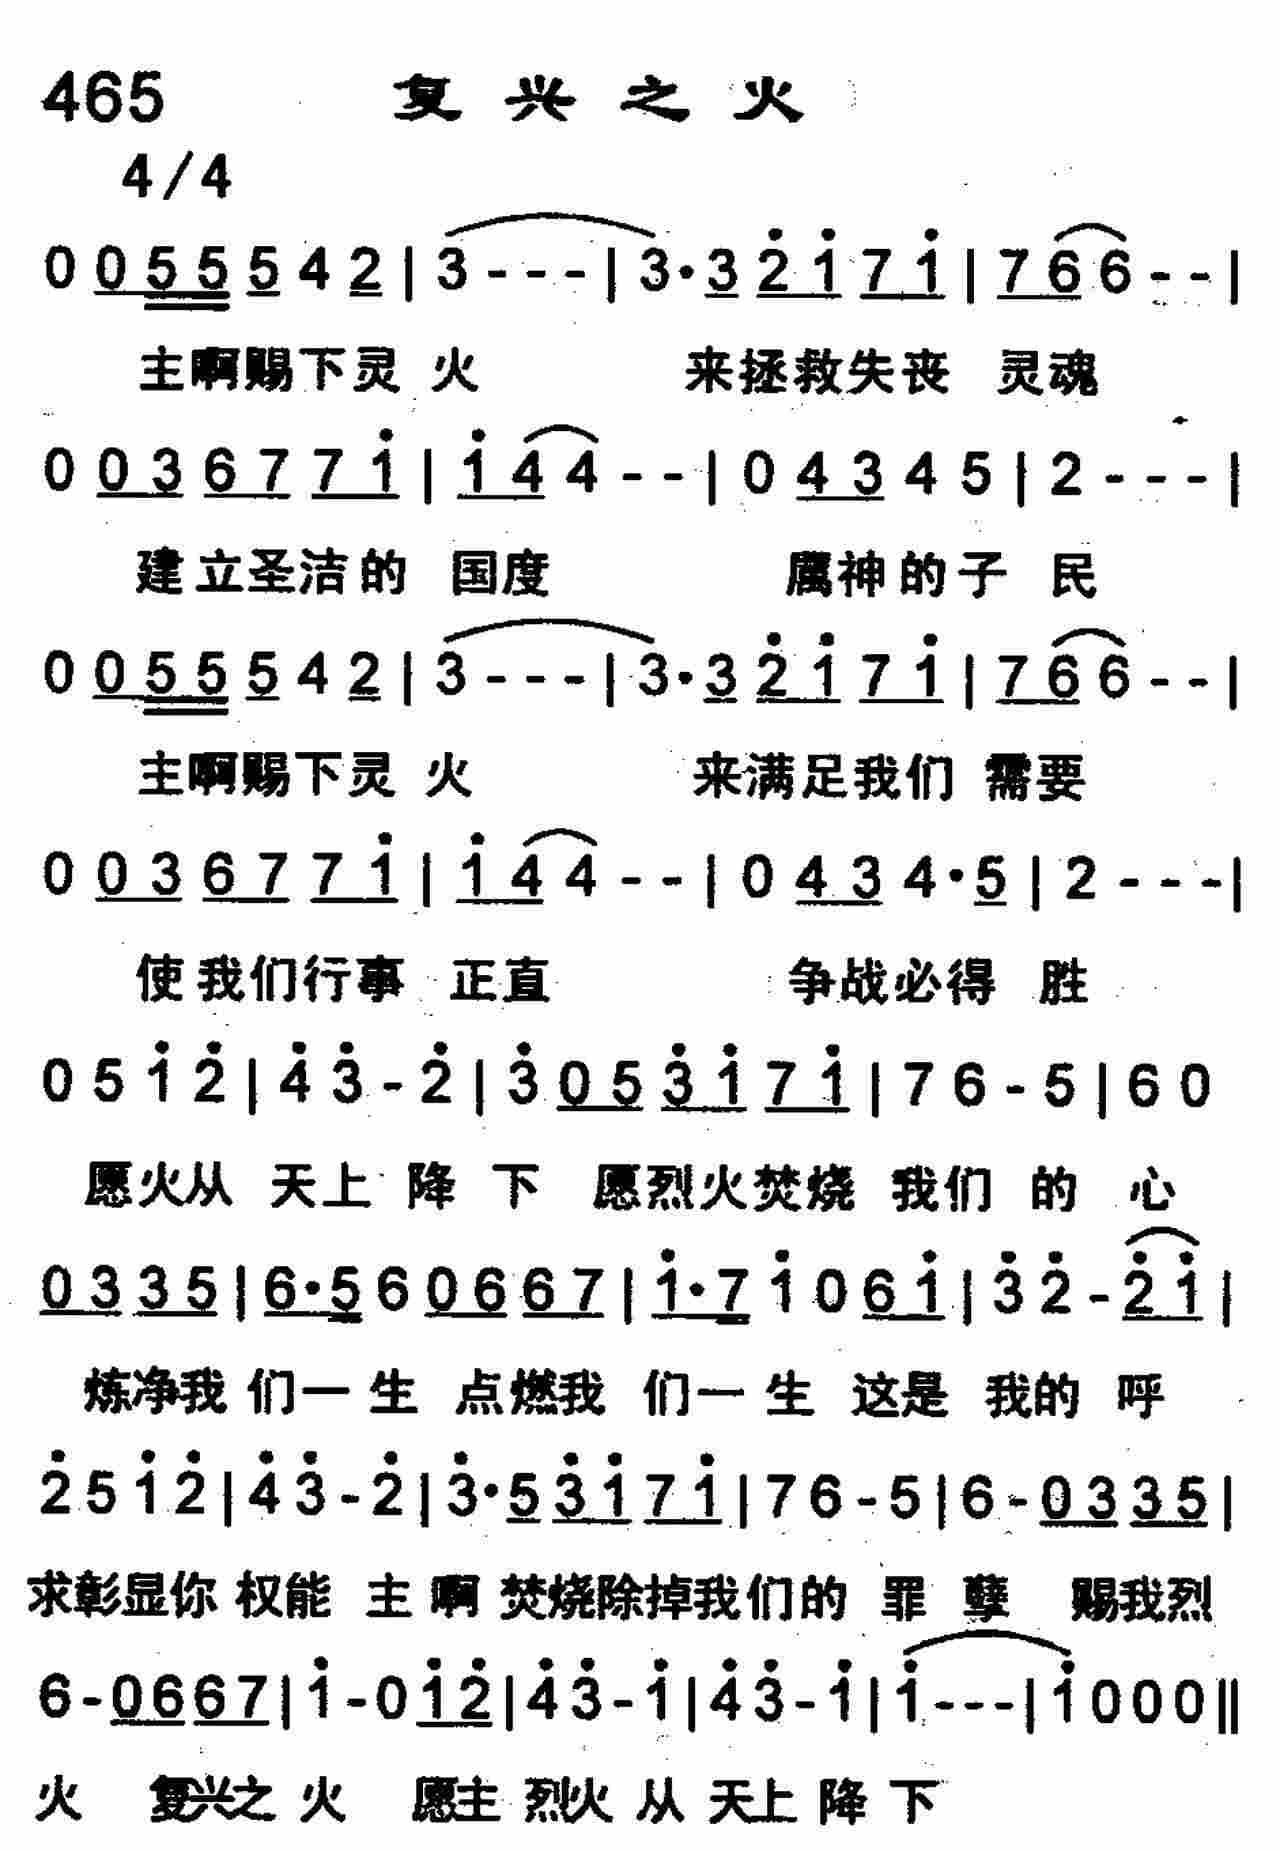 465 复兴之火
4/4
0 0 5 5 5 4 2 | 3 - - - | 3 · 3 2̇ 1̇ 7 1̇ | 7 6 6 - - |
主啊赐下灵 火 来拯救失丧 灵魂
0 0 3 6 7 7 1̇ | 1̇ 4 4 - - | 0 4 3 4 5 | 2 - - - |
建立圣洁的 国度 属神的子 民
0 0 5 5 5 4 2 | 3 - - - | 3 · 3 2̇ 1̇ 7 1̇ | 7 6 6 - - |
主啊赐下灵 火 来满足我们 需要
0 0 3 6 7 7 1̇ | 1̇ 4 4 - - | 0 4 3 4 · 5 | 2 - - - |
使我们行事 正直 争战必得 胜
0 5 1̇ 2̇ | 4̇ 3̇ - 2̇ | 3̇ 0 5 3̇ 1̇ 7 1̇ | 7 6 - 5 | 6 0
愿火从 天上 降 下 愿烈火焚烧 我们 的 心
0 3 3 5 | 6 · 5 6 0 6 6 7 | 1̇ · 7 1̇ 0 6 1̇ | 3̇ 2̇ - 2̇ 1̇ |
炼净我 们一 生 点燃我 们一 生 这是 我的 呼
2̇ 5 1̇ 2̇ | 4̇ 3̇ - 2̇ | 3̇ · 5 3̇ 1̇ 7 1̇ | 7 6 - 5 | 6 - 0 3 3 5 |
求彰显你 权能 主 啊 焚烧除掉我们的 罪 孽 赐我烈
6 - 0 6 6 7 | 1̇ - 0 1̇ 2̇ | 4̇ 3̇ - 1̇ | 4̇ 3̇ - 1̇ | 1̇ - - - | 1̇ 0 0 0 ‖
火 复兴之 火 愿主 烈火 从 天上 降 下